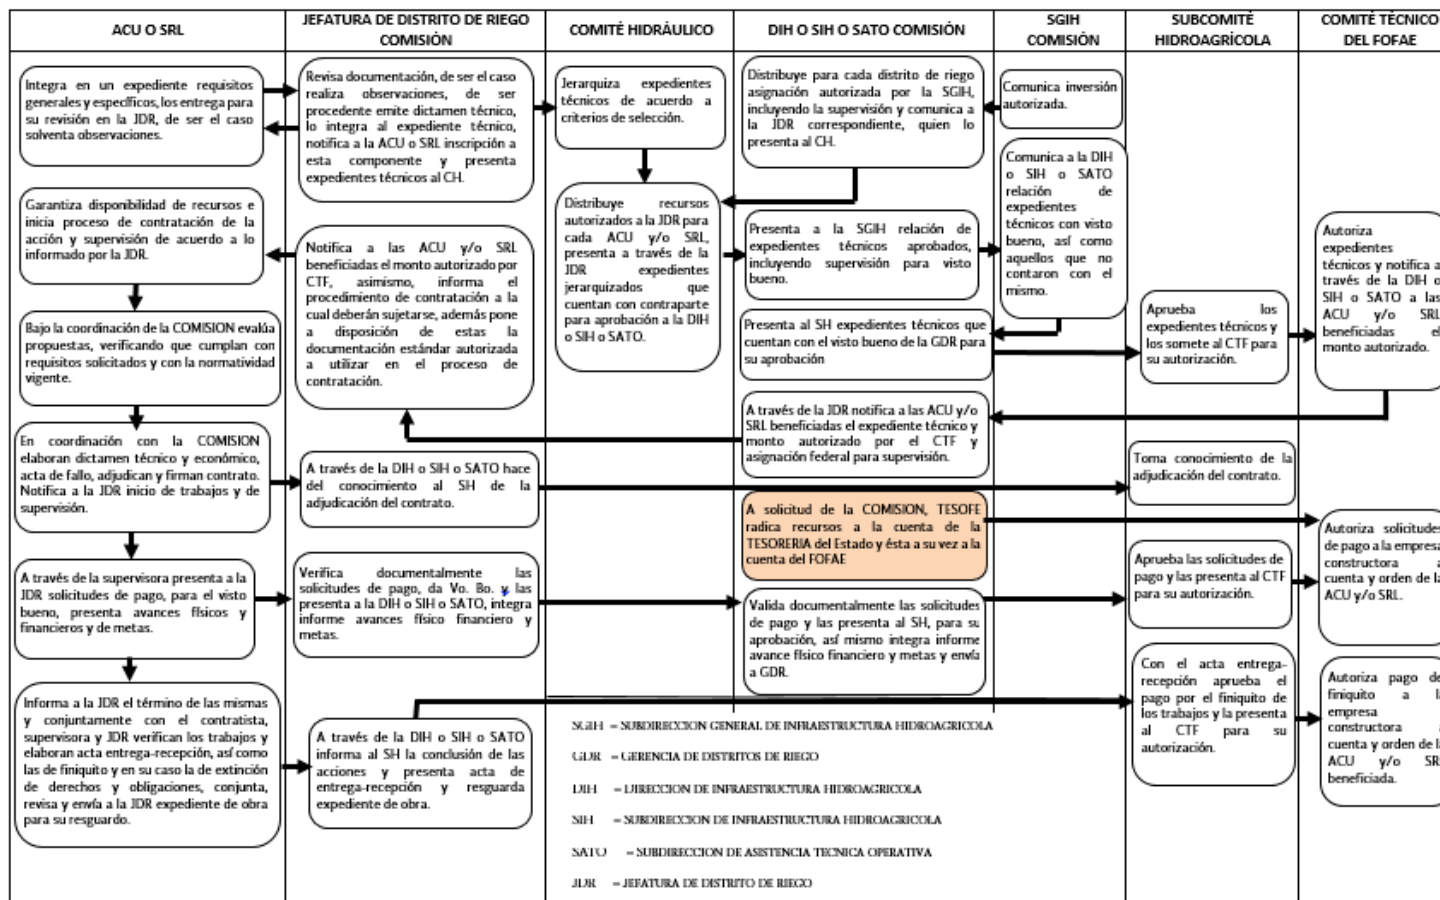 ACU O SRL
JEFATURA DE DISTRITO DE RIEGO
COMISIÓN
COMITÉ HIDRÁULICO
DIH O SIH O SATO COMISIÓN
SGIH
COMISIÓN
SUBCOMITÉ
HIDROAGRÍCOLA
COMITÉ TÉCNICO
DEL FOFAE
Integra en un expediente requisitos
generales y específicos, los entrega para
su revisión en la JDR, de ser el caso
solventa observaciones.
Revisa documentación, de ser el caso
realiza observaciones, de ser
procedente emite dictamen técnico,
lo integra al expediente técnico,
notifica a la ACU o SRL inscripción a
esta componente y presenta
expedientes técnicos al CH.
Jerarquiza expedientes
técnicos de acuerdo a
criterios de selección.
Distribuye para cada distrito de riego
asignación autorizada por la SGIH,
incluyendo la supervisión y comunica a
la JDR correspondiente, quien lo
presenta al CH.
Comunica inversión
autorizada.
Comunica a la DIH
o SIH o SATO
relación de
expedientes
técnicos con visto
bueno, así como
aquellos que no
contaron con el
mismo.
Garantiza disponibilidad de recursos e
inicia proceso de contratación de la
acción y supervisión de acuerdo a lo
informado por la JDR.
Notifica a las ACU y/o SRL
beneficiadas el monto autorizado por
CTF, asimismo, informa el
procedimiento de contratación a la
cual deberán sujetarse, además pone
a disposición de estas la
documentación estándar autorizada
a utilizar en el proceso de
contratación.
Distribuye recursos
autorizados a la JDR para
cada ACU y/o SRL,
presenta a través de la
JDR expedientes
jerarquizados que
cuentan con contraparte
para aprobación a la DIH
o SIH o SATO.
Presenta a la SGIH relación de
expedientes técnicos aprobados,
incluyendo supervisión para visto
bueno.
Presenta al SH expedientes técnicos que
cuentan con el visto bueno de la GDR para
su aprobación
Aprueba los
expedientes técnicos y
los somete al CTF para
su autorización.
Autoriza
expedientes
técnicos y notifica a
través de la DIH o
SIH o SATO a las
ACU y/o SRL
beneficiadas el
monto autorizado.
Bajo la coordinación de la COMISION evalúa
propuestas, verificando que cumplan con
requisitos solicitados y con la normatividad
vigente.
A través de la JDR notifica a las ACU y/o
SRL beneficiadas el expediente técnico y
monto autorizado por el CTF y
asignación federal para supervisión.
En coordinación con la COMISION
elaboran dictamen técnico y económico,
acta de fallo, adjudican y firman contrato.
Notifica a la JDR inicio de trabajos y de
supervisión.
A través de la DIH o SIH o SATO hace
del conocimiento al SH de la
adjudicación del contrato.
Toma conocimiento de la
adjudicación del contrato.
A solicitud de la COMISION, TESOFE
radica recursos a la cuenta de la
TESORERIA del Estado y ésta a su vez a la
cuenta del FOFAE
Autoriza solicitudes
de pago a la empresa
constructora a
cuenta y orden de la
ACU y/o SRL.
A través de la supervisora presenta a la
JDR solicitudes de pago, para el visto
bueno, presenta avances físicos y
financieros y de metas.
Verifica documentalmente las
solicitudes de pago, da Vo. Bo. y las
presenta a la DIH o SIH o SATO, integra
informe avances físico financiero y
metas.
Valida documentalmente las solicitudes
de pago y las presenta al SH, para su
aprobación, así mismo integra informe
avance físico financiero y metas y envía
a GDR.
Aprueba las solicitudes de
pago y las presenta al CTF
para su autorización.
Informa a la JDR el término de las mismas
y conjuntamente con el contratista,
supervisora y JDR verifican los trabajos y
elaboran acta entrega-recepción, así como
las de finiquito y en su caso la de extinción
de derechos y obligaciones, conjunta,
revisa y envía a la JDR expediente de obra
para su resguardo.
A través de la DIH o SIH o SATO
informa al SH la conclusión de las
acciones y presenta acta de
entrega-recepción y resguarda
expediente de obra.
Con el acta entrega-
recepción aprueba el
pago por el finiquito de
los trabajos y la presenta
al CTF para su
autorización.
Autoriza pago de
finiquito a
empresa
constructora
cuenta y orden de
ACU y/o
beneficiada.
SGIH = SUBDIRECCION GENERAL DE INFRAESTRUCTURA HIDROAGRICOLA
GDR = GERENCIA DE DISTRITOS DE RIEGO
DIH = DIRECCION DE INFRAESTRUCTURA HIDROAGRICOLA
SIH = SUBDIRECCION DE INFRAESTRUCTURA HIDROAGRICOLA
SATO = SUBDIRECCION DE ASISTENCIA TECNICA OPERATIVA
JDR = JEFATURA DE DISTRITO DE RIEGO